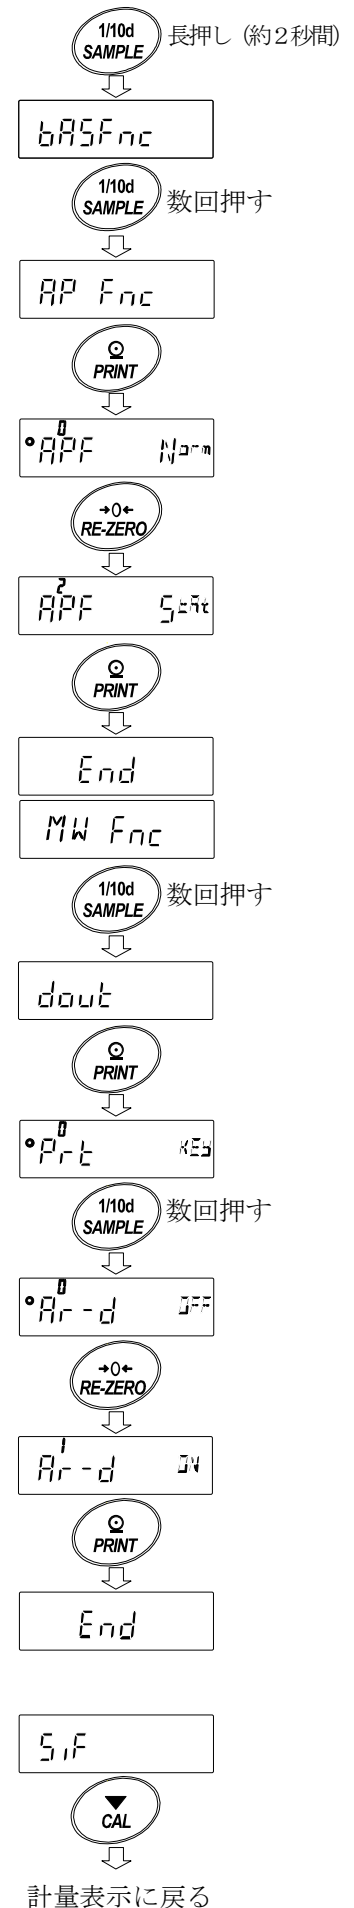 1/10d
SAMPLE 長押し (約2秒間)
bASFnc
1/10d
SAMPLE 数回押す
AP Fnc
PRINT
0
APF Norm
→0←
RE-ZERO
2
APF StAt
PRINT
End
MW Fnc
1/10d
SAMPLE 数回押す
dout
PRINT
0
Prt KEy
1/10d
SAMPLE 数回押す
0
Ar-d OFF
→0←
RE-ZERO
1
Ar-d ON
PRINT
End
SiF
CAL
計量表示に戻る